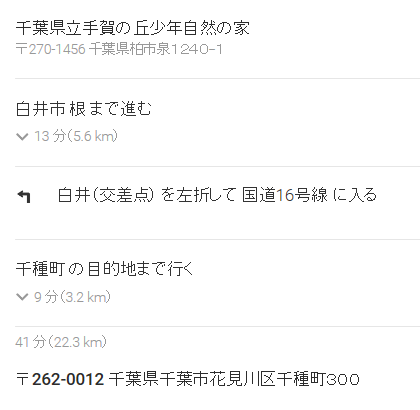 千葉県立手賀の丘少年自然の家
〒270-1456 千葉県柏市泉1240-1
白井市 根 まで進む
13 分 (5.6 km)
白井（交差点） を左折して 国道16号線 に入る
千種町 の 目的地まで行く
9 分 (3.2 km)
41 分 (22.3 km)
〒262-0012 千葉県千葉市花見川区千種町300